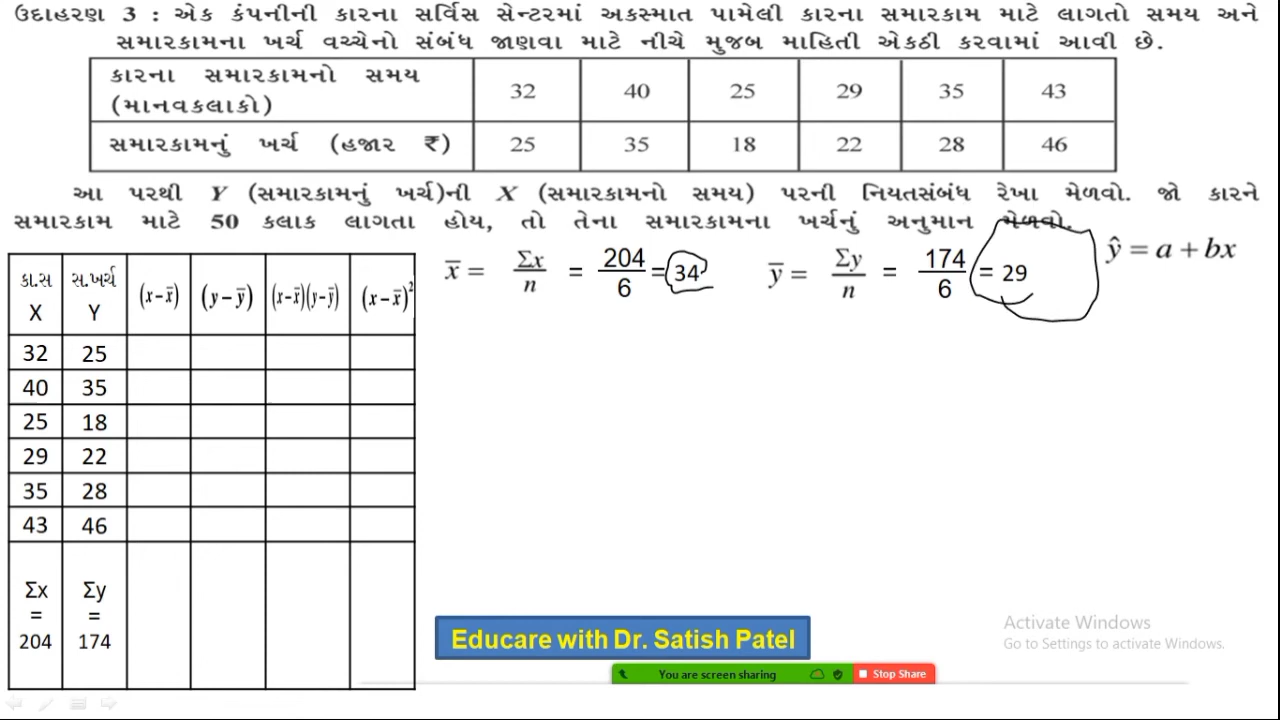 ઉદાહરણ 3 : એક કંપનીની કારના સર્વિસ સેન્ટરમાં અકસ્માત પામેલી કારના સમારકામ માટે લાગતો સમય અને
સમારકામના ખર્ચ વચ્ચેનો સંબંધ જાણવા માટે નીચે મુજબ માહિતી એકઠી કરવામાં આવી છે.
કારના સમારકામનો સમય
(માનવકલાકો) 32 40 25 29 35 43
સમારકામનું ખર્ચ (હજાર ₹) 25 35 18 22 28 46
આ પરથી Y (સમારકામનું ખર્ચ)ની X (સમારકામનો સમય) પરની નિયતસંબંધ રેખા મેળવો. જો કારને
સમારકામ માટે 50 કલાક લાગતા હોય, તો તેના સમારકામના ખર્ચનું અનુમાન મેળવો.
x̅ = Σx/n = 204/6 = 34 y̅ = Σy/n = 174/6 = 29 ŷ = a + bx
કા.સ સ.ખર્ચ
X Y (x–x̅) (y–y̅) (x–x̅)(y–y̅) (x–x̅)²
32 25
40 35
25 18
29 22
35 28
43 46
Σx Σy
= =
204 174
Educare with Dr. Satish Patel
Activate Windows
Go to Settings to activate Windows.
You are screen sharing Stop Share